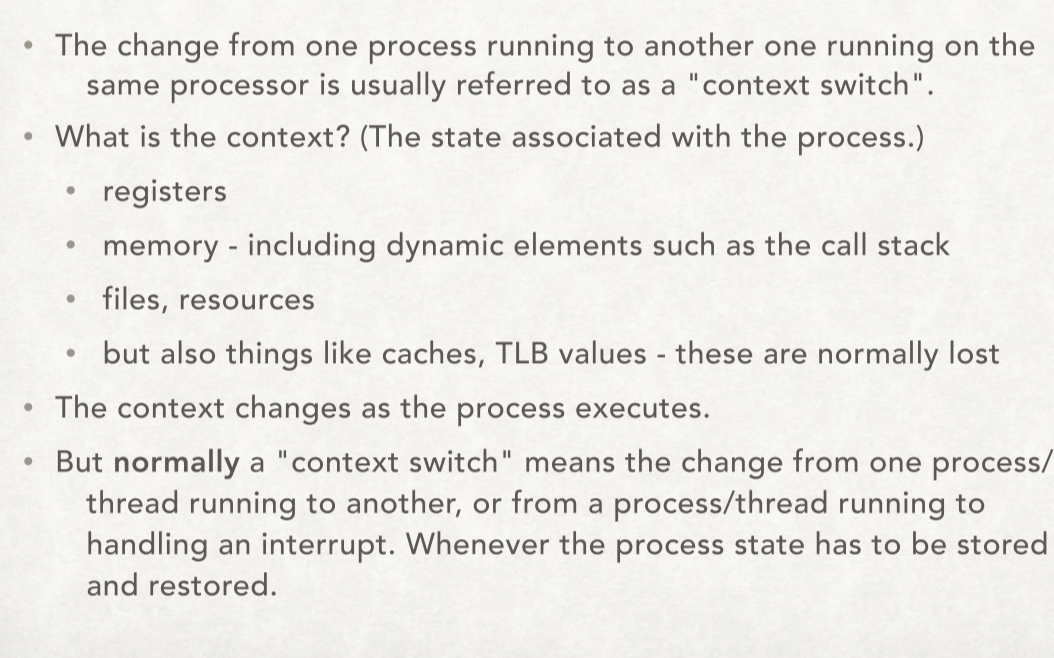 • The change from one process running to another one running on the
same processor is usually referred to as a "context switch".
• What is the context? (The state associated with the process.)
• registers
• memory - including dynamic elements such as the call stack
• files, resources
• but also things like caches, TLB values - these are normally lost
• The context changes as the process executes.
• But normally a "context switch" means the change from one process/
thread running to another, or from a process/thread running to
handling an interrupt. Whenever the process state has to be stored
and restored.